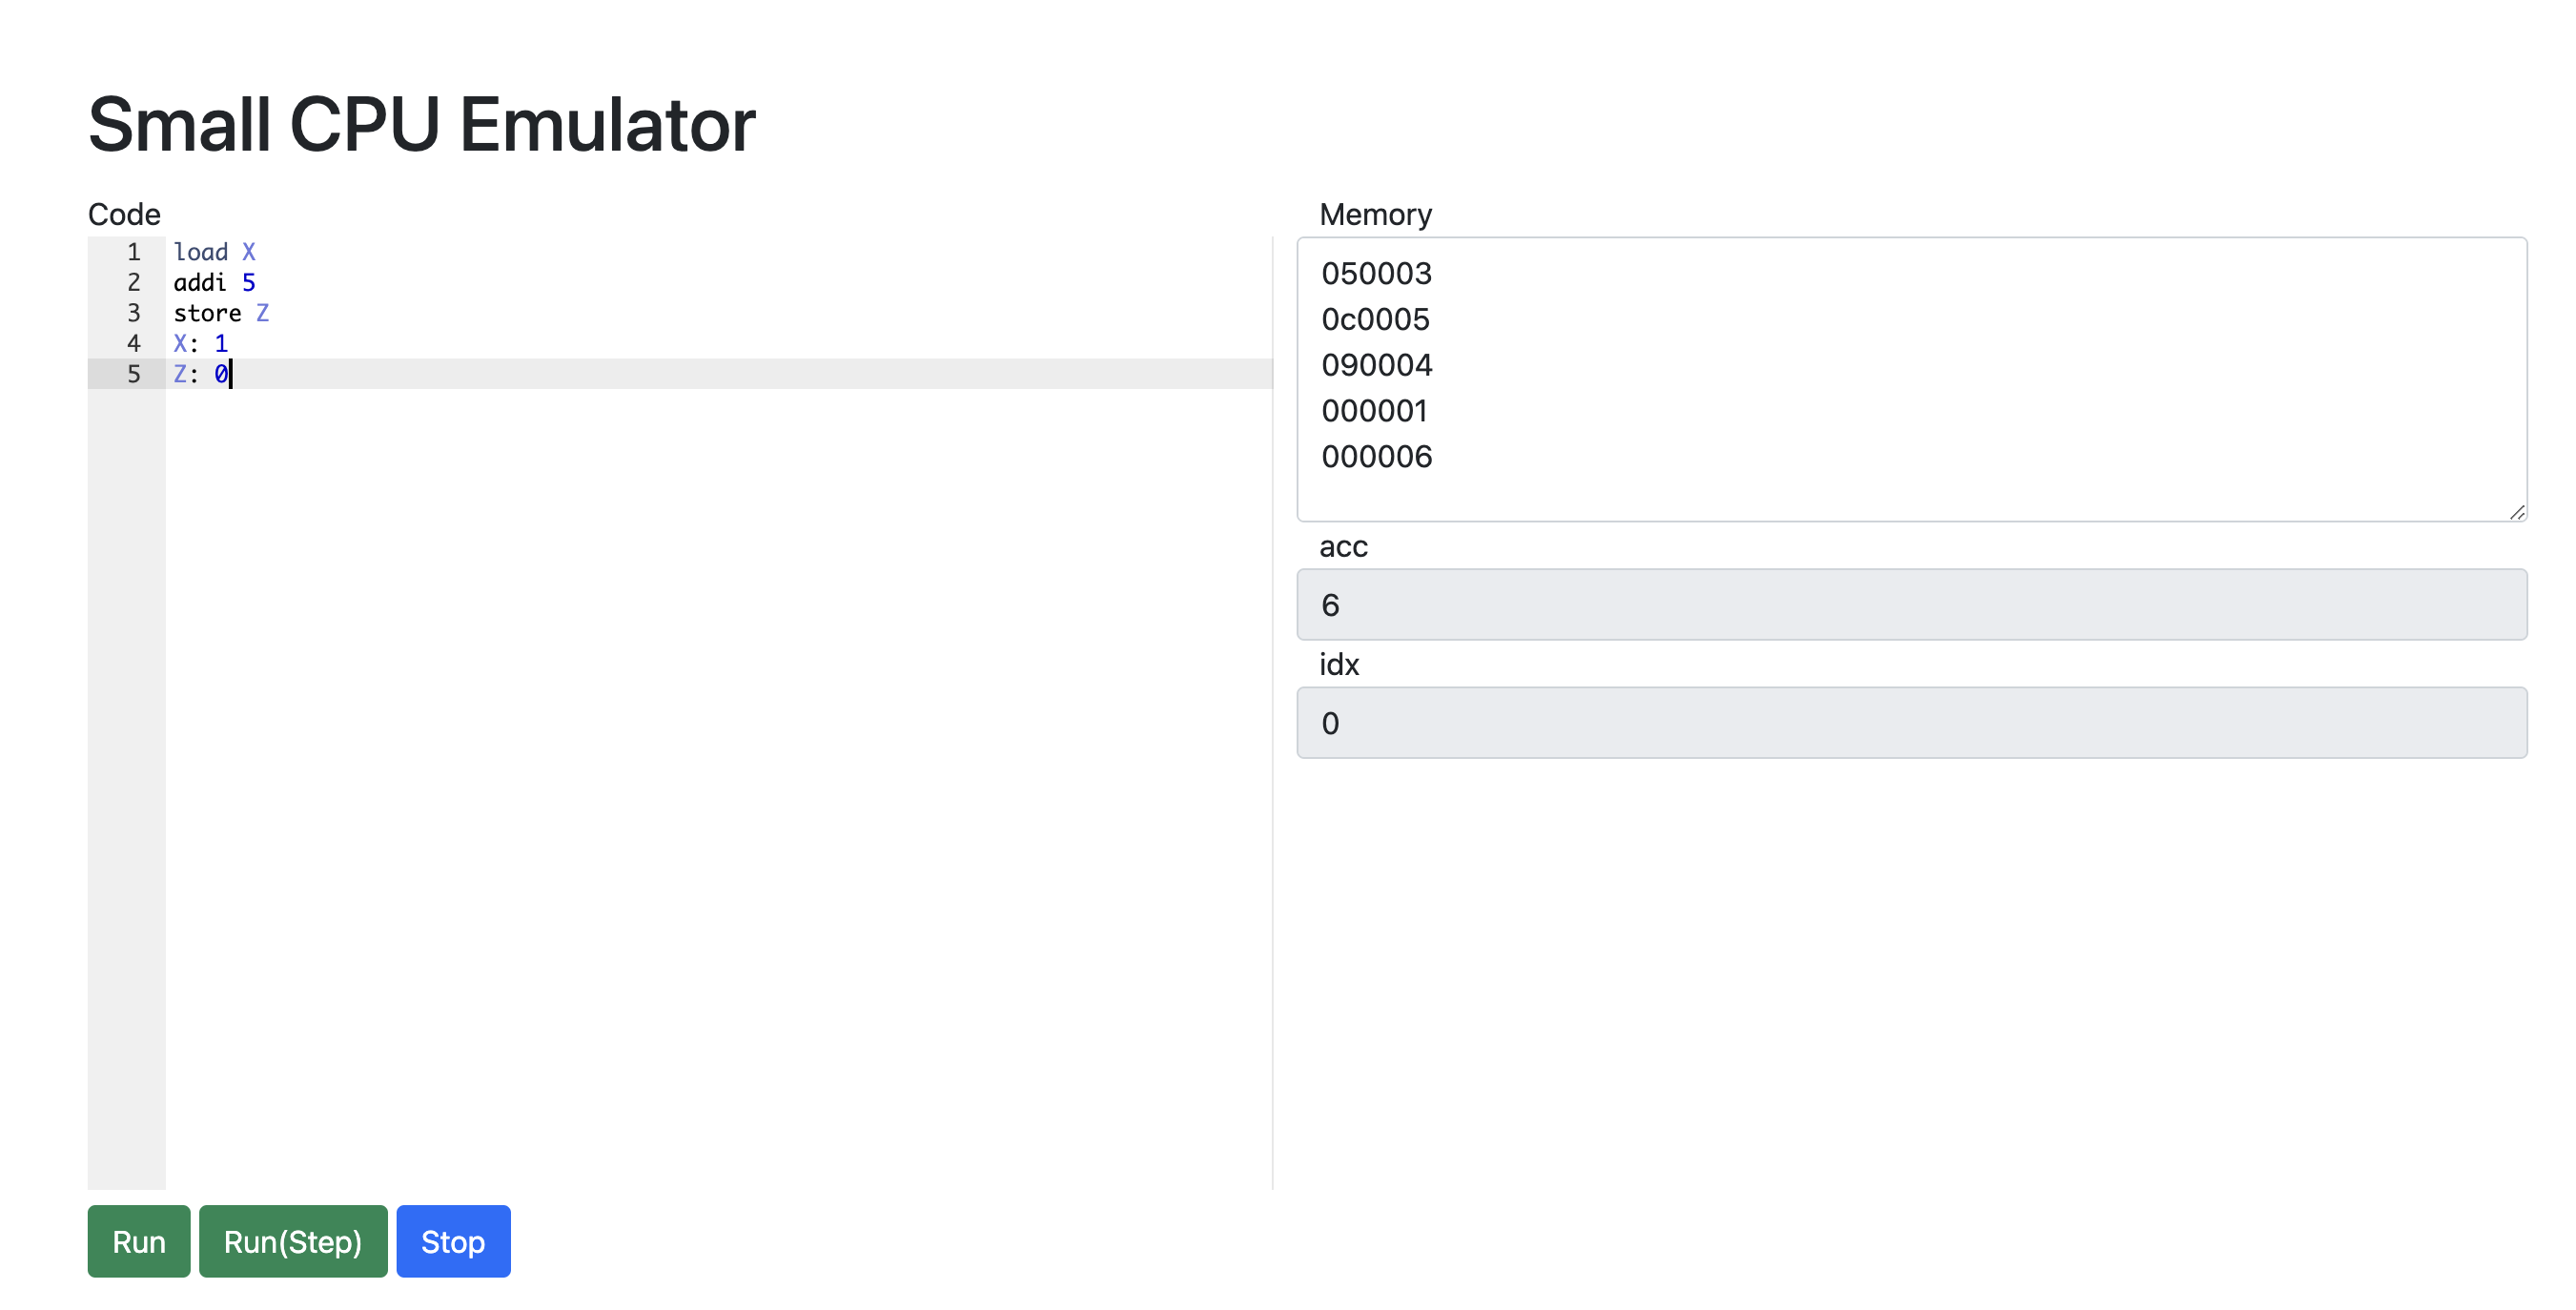 Small CPU Emulator
Code
1 load X
2 addi 5
3 store Z
4 X: 1
5 Z: 0
Memory
050003
0c0005
090004
000001
000006
acc
6
idx
0
Run
Run(Step)
Stop